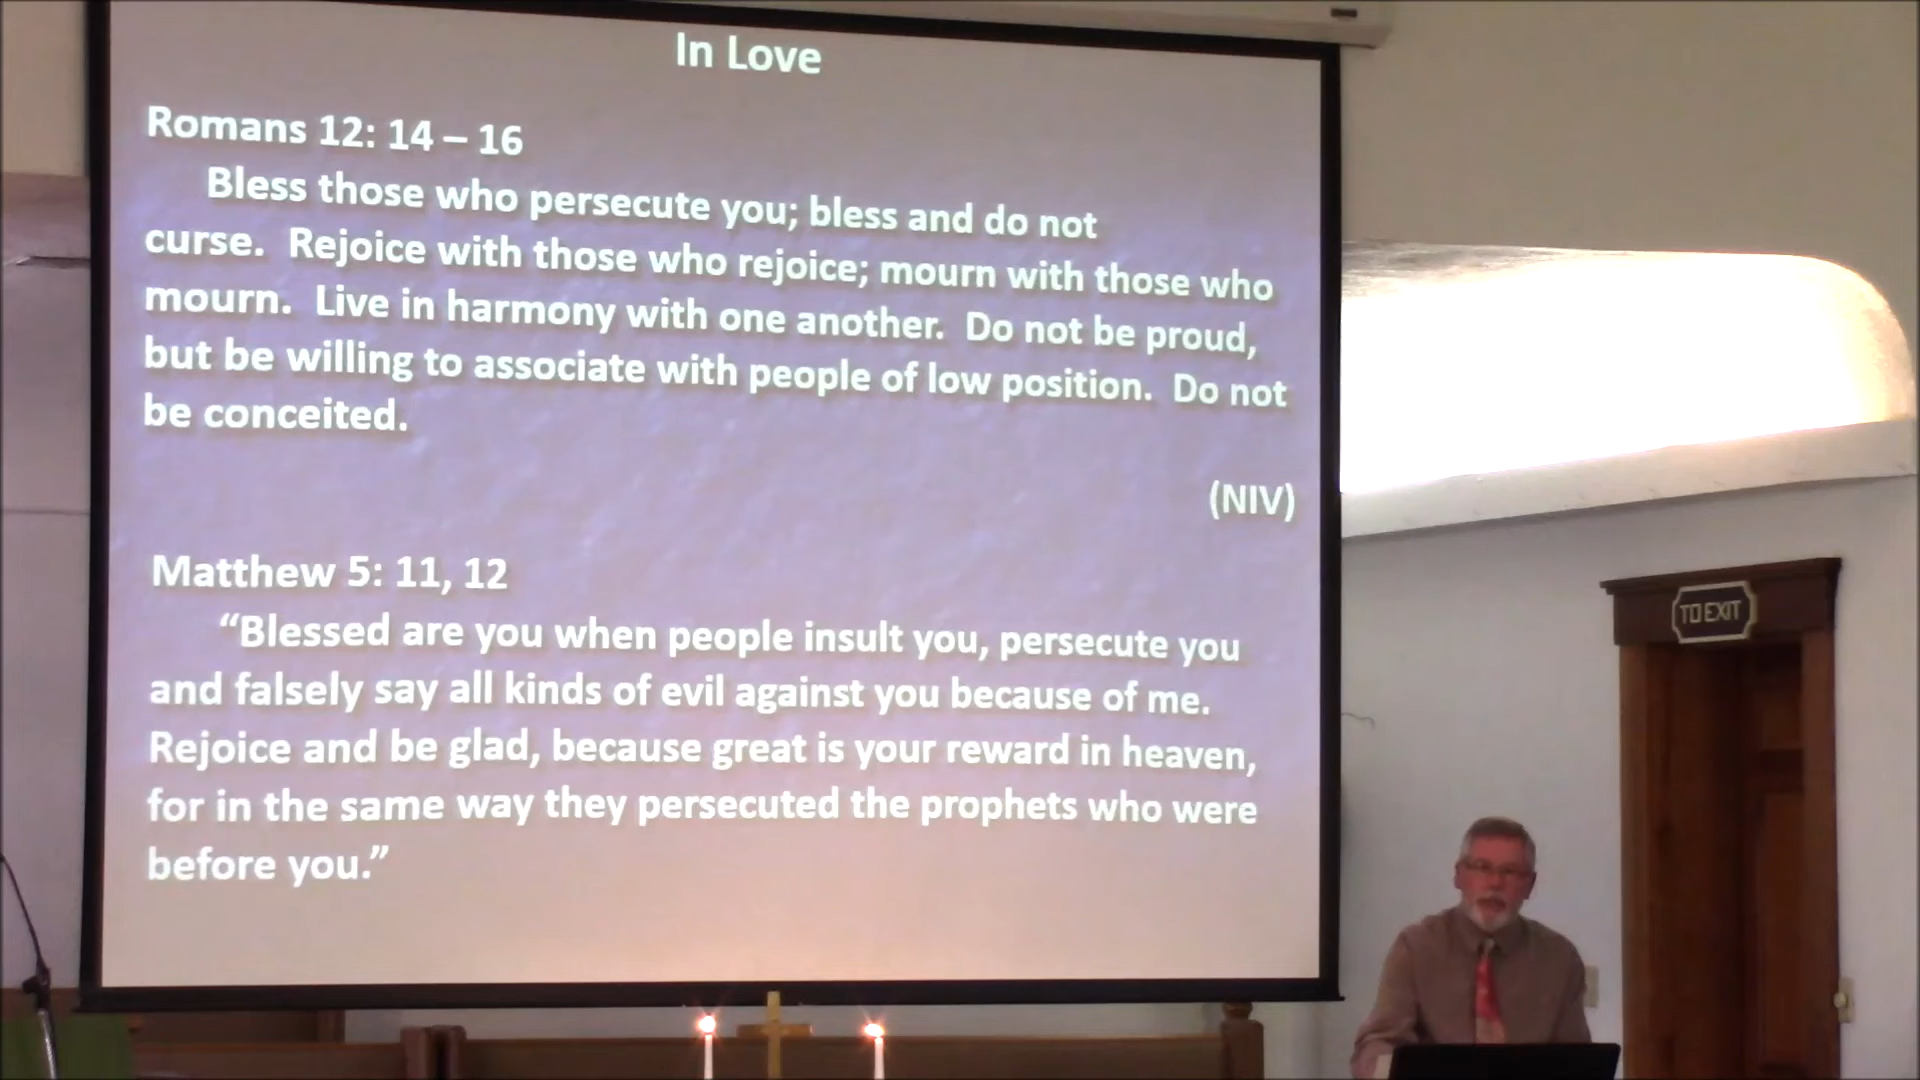 In Love
Romans 12: 14 – 16
Bless those who persecute you; bless and do not
curse.  Rejoice with those who rejoice; mourn with those who
mourn.  Live in harmony with one another.  Do not be proud,
but be willing to associate with people of low position.  Do not
be conceited.
(NIV)
Matthew 5: 11, 12
“Blessed are you when people insult you, persecute you
and falsely say all kinds of evil against you because of me.
Rejoice and be glad, because great is your reward in heaven,
for in the same way they persecuted the prophets who were
before you.”
TO EXIT